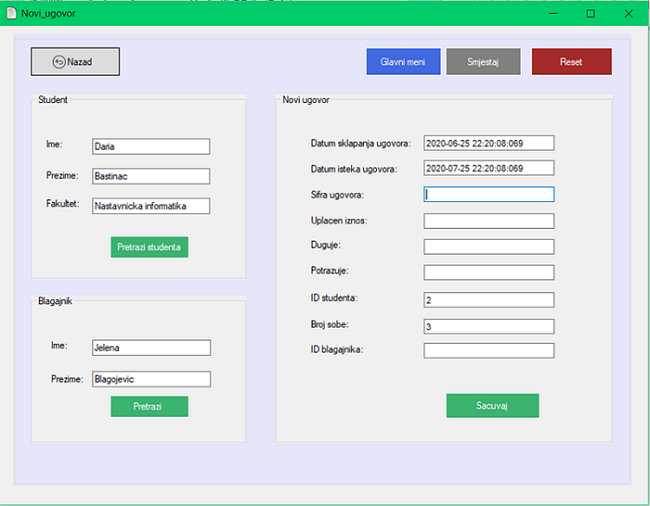 Novi_ugovor
Nazad
Glavni meni
Smjestaj
Reset
Student
Ime: Daria
Prezime: Bastinac
Fakultet: Nastavnicka informatika
Pretrazi studenta
Blagajnik
Ime: Jelena
Prezime: Blagojevic
Pretrazi
Novi ugovor
Datum sklapanja ugovora: 2020-06-25 22:20:08:069
Datum isteka ugovora: 2020-07-25 22:20:08:069
Sifra ugovora:
Uplacen iznos:
Duguje:
Potrazuje:
ID studenta: 2
Broj sobe: 3
ID blagajnika:
Sacuvaj